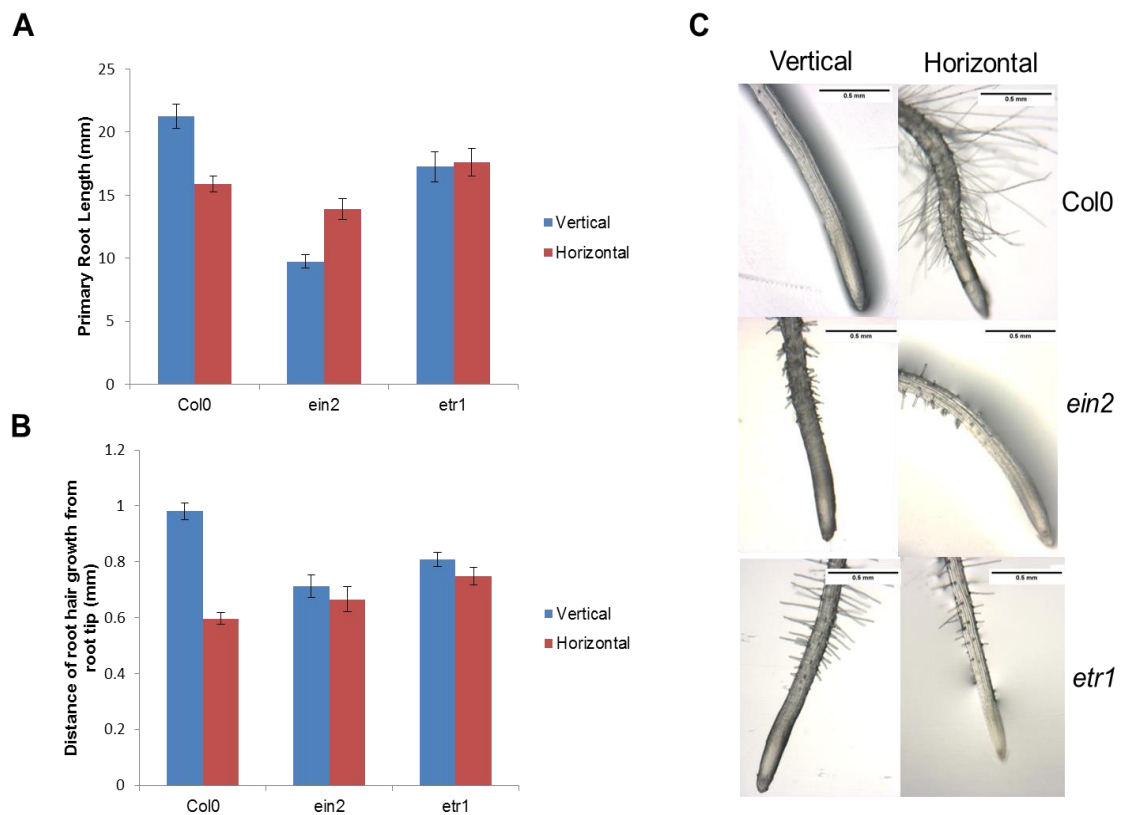 A
Primary Root Length (mm)
25
20
15
10
5
0
Col0 ein2 etr1
Vertical
Horizontal
B
Distance of root hair growth from
root tip (mm)
1.2
1
0.8
0.6
0.4
0.2
0
Col0 ein2 etr1
Vertical
Horizontal
C
Vertical Horizontal
0.5 mm 0.5 mm
Col0
0.5 mm 0.5 mm
ein2
0.5 mm 0.5 mm
etr1